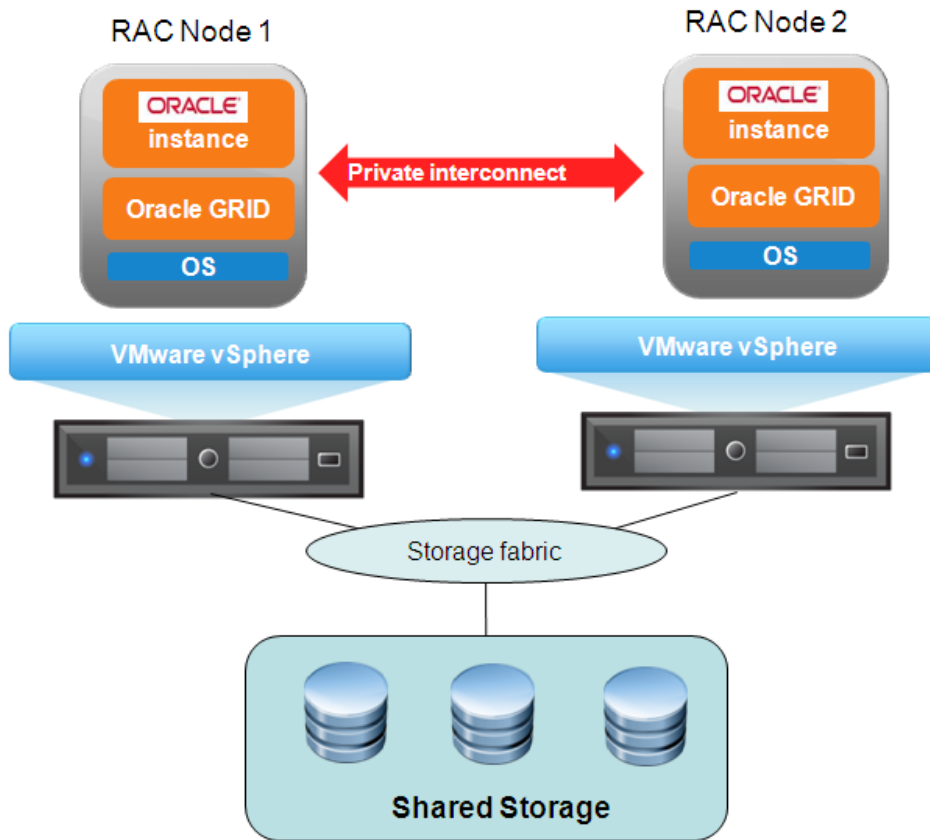 RAC Node 1
RAC Node 2
ORACLE
instance
Oracle GRID
OS
Private interconnect
ORACLE
instance
Oracle GRID
OS
VMware vSphere
VMware vSphere
Storage fabric
Shared Storage